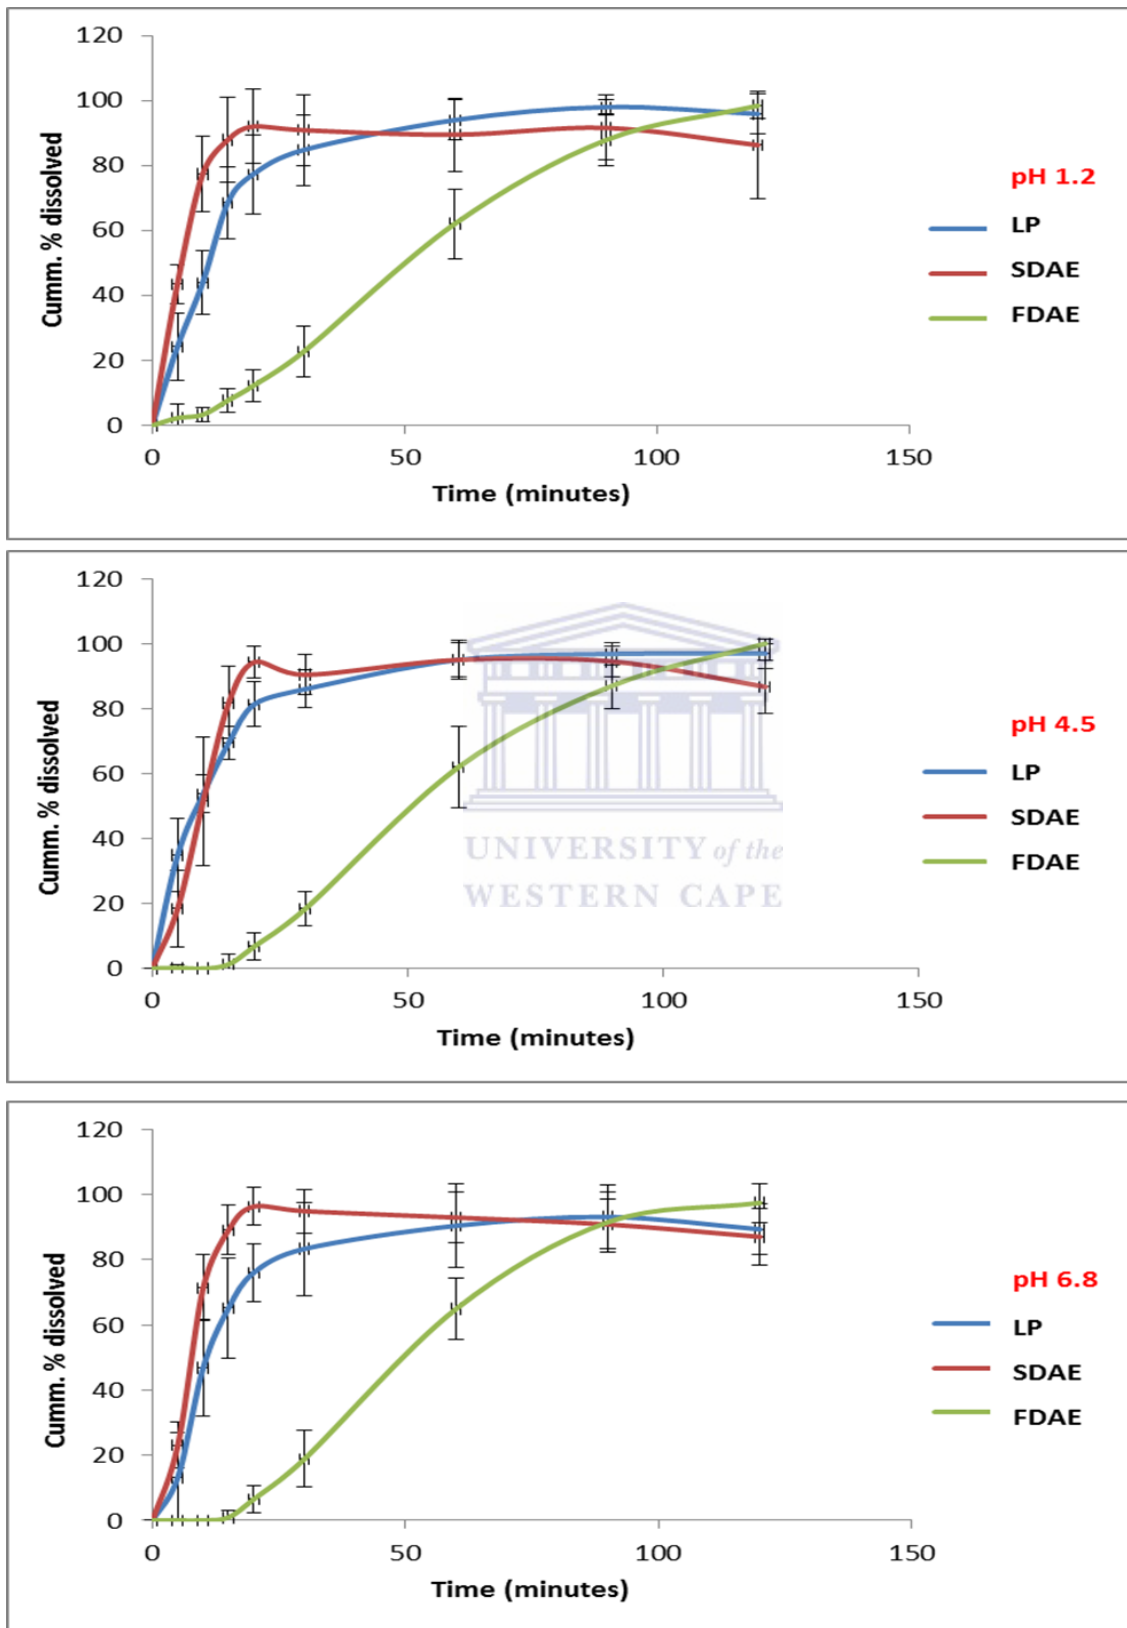 120
100
80
60
40
20
0
Cumm. % dissolved
0 50 100 150
Time (minutes)
pH 1.2
LP
SDAE
FDAE
120
100
80
60
40
20
0
Cumm. % dissolved
0 50 100 150
Time (minutes)
UNIVERSITY of the
WESTERN CAPE
pH 4.5
LP
SDAE
FDAE
120
100
80
60
40
20
0
Cumm. % dissolved
0 50 100 150
Time (minutes)
pH 6.8
LP
SDAE
FDAE